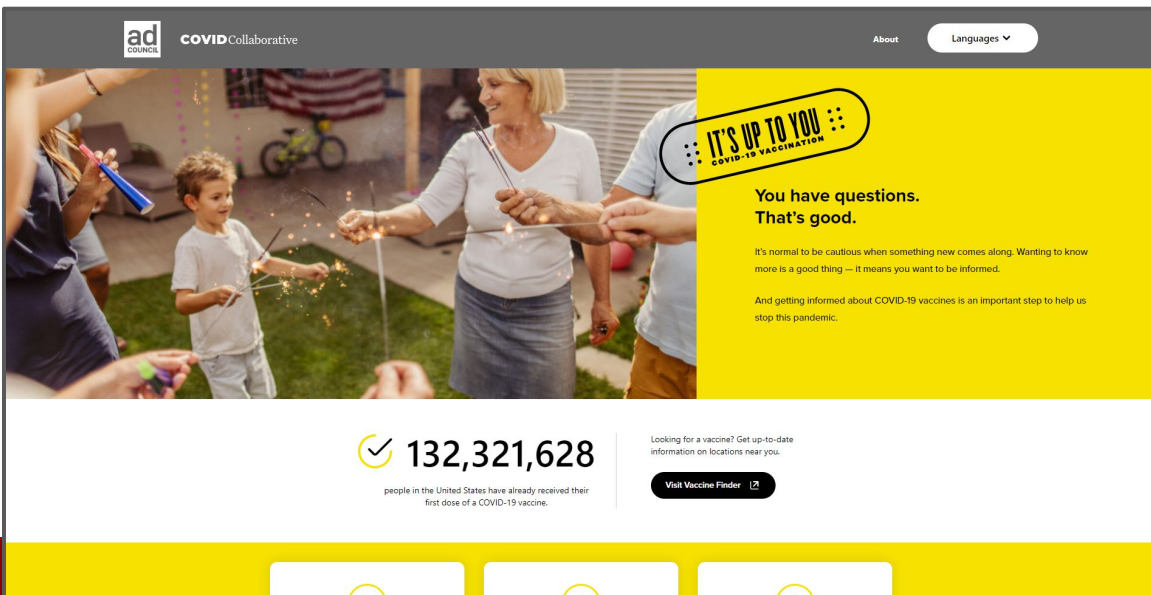 ad
COUNCIL
COVID Collaborative
About
Languages
IT'S UP TO YOU
COVID-19 VACCINATION
You have questions.
That's good.
It's normal to be cautious when something new comes along. Wanting to know
more is a good thing — it means you want to be informed.
And getting informed about COVID-19 vaccines is an important step to help us
stop this pandemic.
132,321,628
people in the United States have already received their
first dose of a COVID-19 vaccine.
Looking for a vaccine? Get up-to-date
information on locations near you.
Visit Vaccine Finder